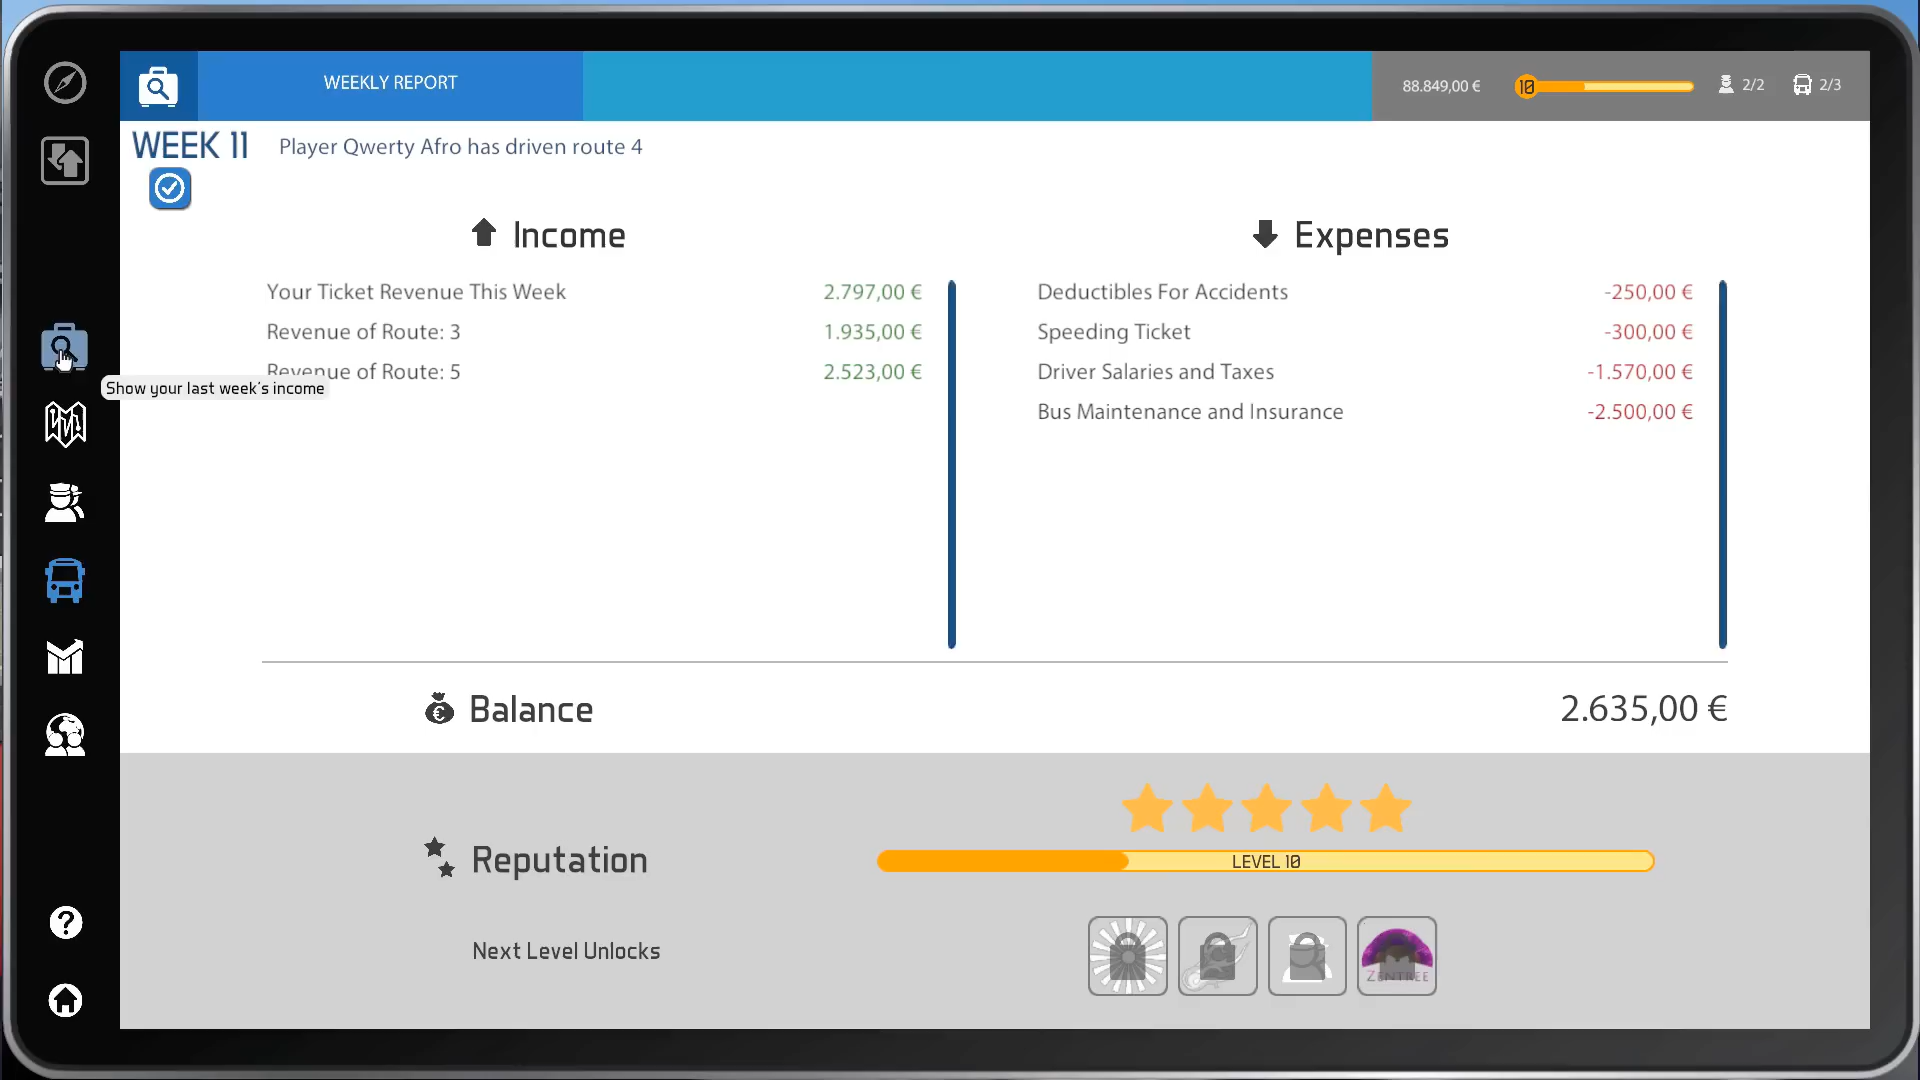 WEEKLY REPORT
88.849,00 €
10
2/2
2/3
WEEK 11
Player Qwerty Afro has driven route 4
Income
Your Ticket Revenue This Week 2.797,00 €
Revenue of Route: 3 1.935,00 €
Revenue of Route: 5 2.523,00 €
Show your last week's income
Expenses
Deductibles For Accidents -250,00 €
Speeding Ticket -300,00 €
Driver Salaries and Taxes -1.570,00 €
Bus Maintenance and Insurance -2.500,00 €
Balance 2.635,00 €
Reputation
LEVEL 10
Next Level Unlocks
ZENTREE